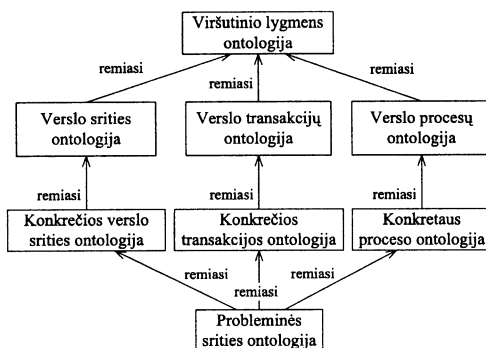 Viršutinio lygmens
ontologija
remiasi
remiasi
remiasi
Verslo srities
ontologija
Verslo transakcijų
ontologija
Verslo procesų
ontologija
remiasi
remiasi
remiasi
Konkrečios verslo
srities ontologija
Konkrečios
transakcijos ontologija
Konkretaus
proceso ontologija
remiasi
remiasi
remiasi
Probleminės
srities ontologija